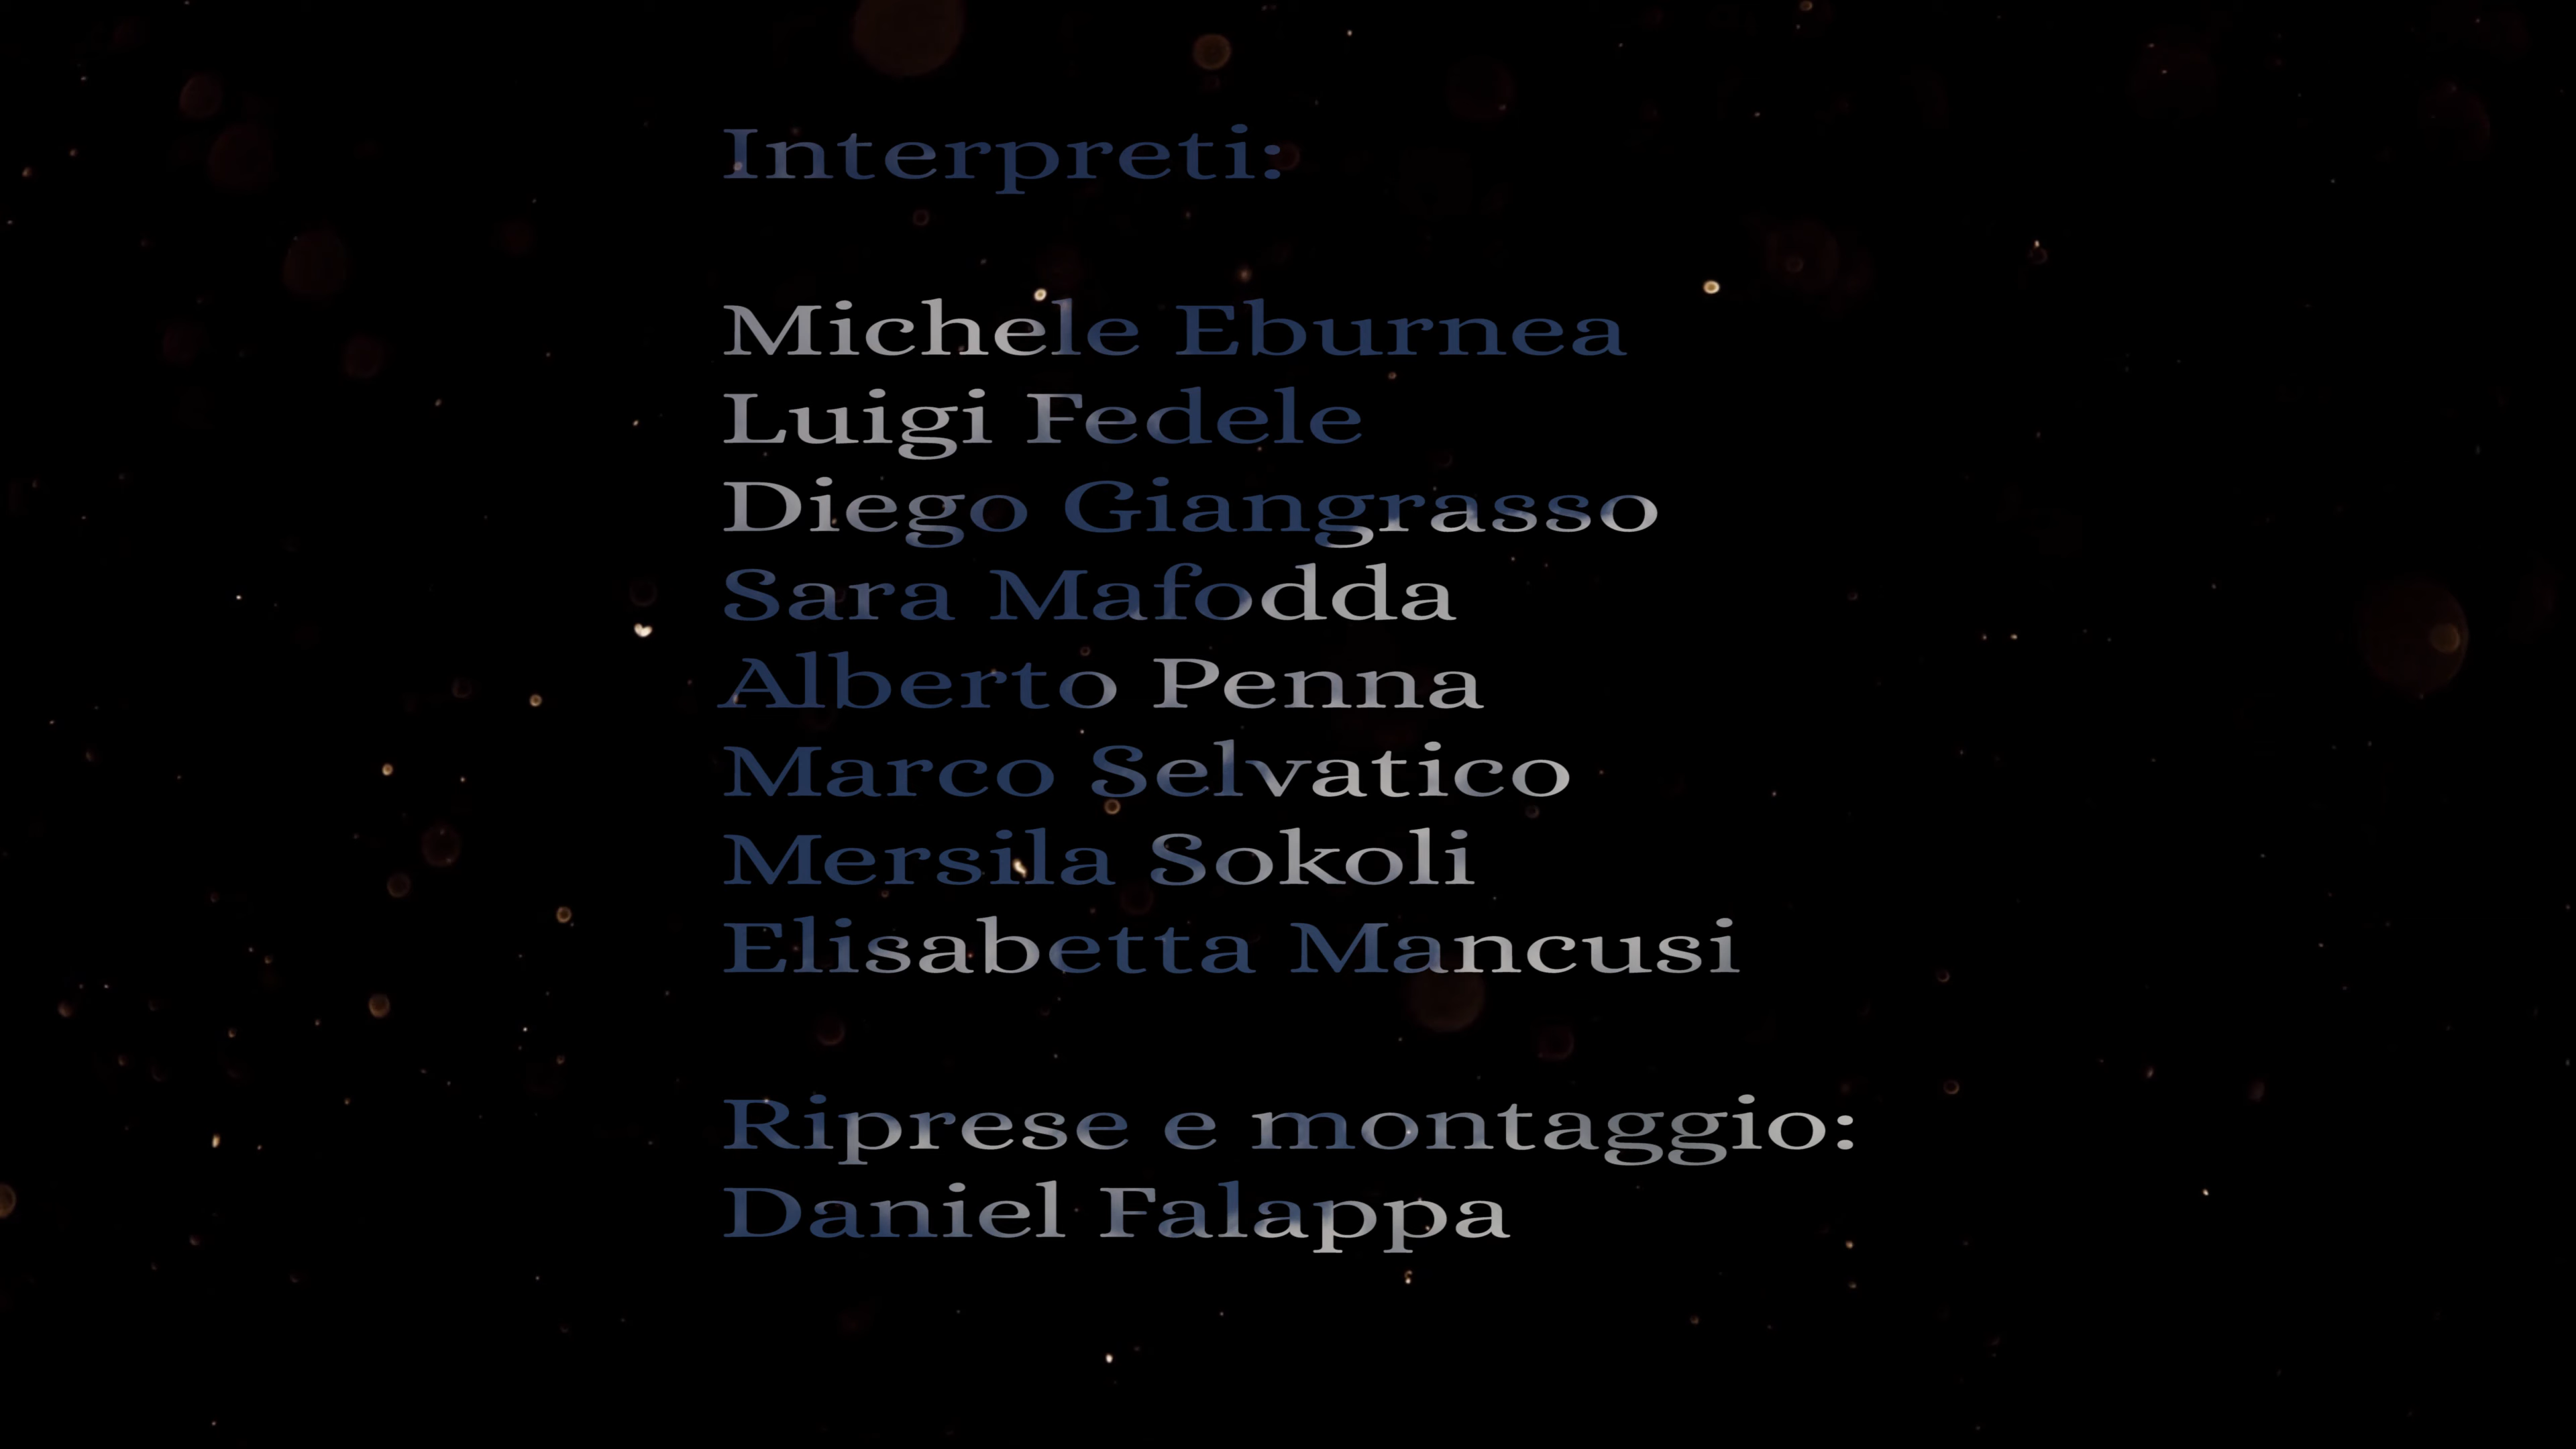 Interpreti:
Michele Eburnea
Luigi Fedele
Diego Giangrasso
Sara Mafodda
Alberto Penna
Marco Selvatico
Mersila Sokoli
Elisabetta Mancusi
Riprese e montaggio:
Daniel Falappa